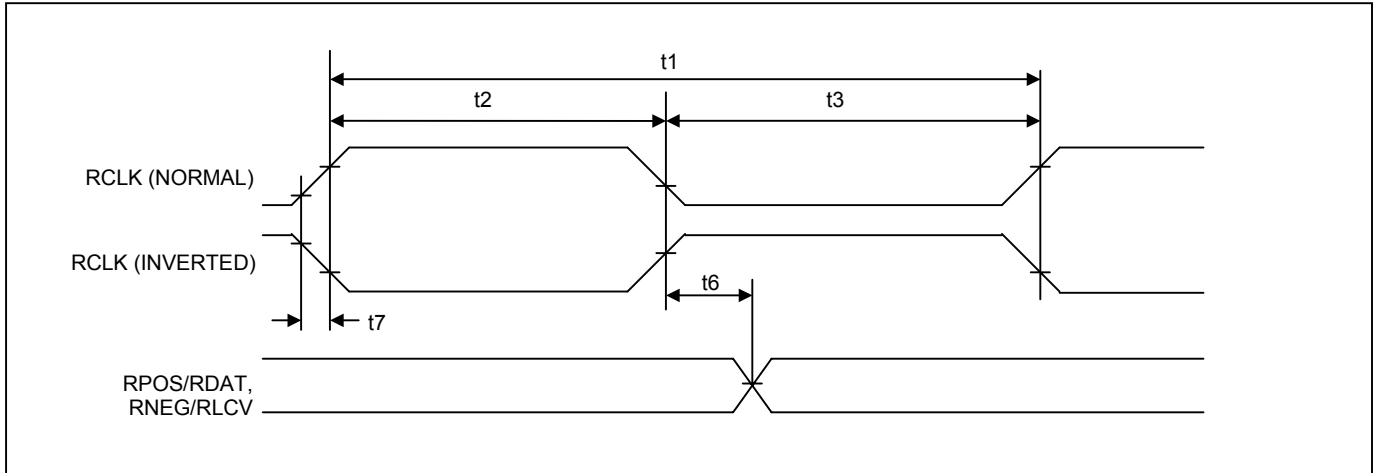 t1
t2
t3
RCLK (NORMAL)
RCLK (INVERTED)
t6
t7
RPOS/RDAT,
RNEG/RLCV